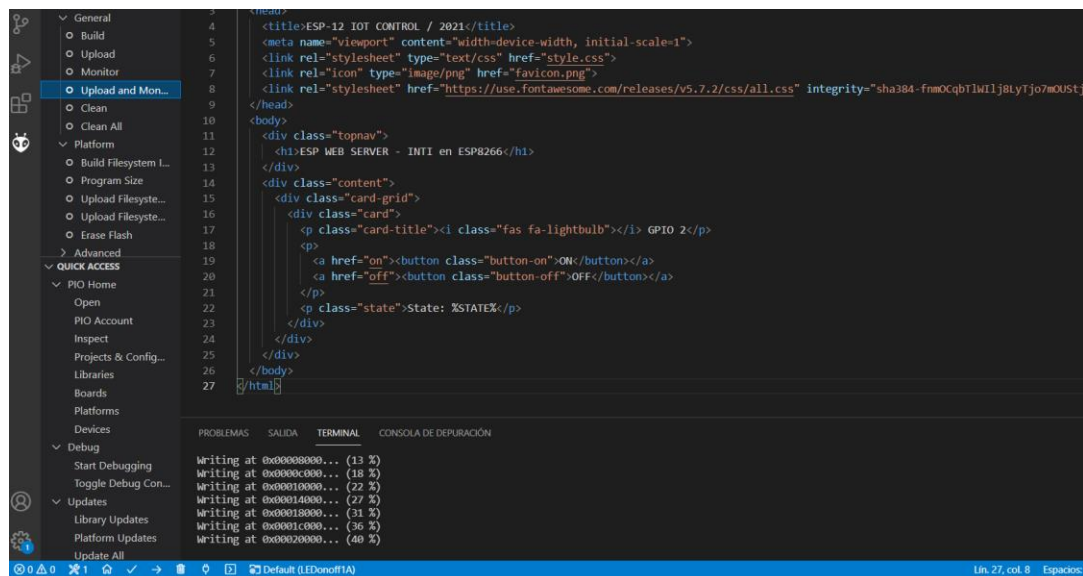 General
Build
Upload
Monitor
Upload and Mon...
Clean
Clean All
Platform
Build Filesystem I...
Program Size
Upload Filesyste...
Upload Filesyste...
Erase Flash
Advanced
QUICK ACCESS
PIO Home
Open
PIO Account
Inspect
Projects & Config...
Libraries
Boards
Platforms
Devices
Debug
Start Debugging
Toggle Debug Con...
Updates
Library Updates
Platform Updates
Update All
3 <head>
4 <title>ESP-12 IOT CONTROL / 2021</title>
5 <meta name="viewport" content="width=device-width, initial-scale=1">
6 <link rel="stylesheet" type="text/css" href="style.css">
7 <link rel="icon" type="image/png" href="favicon.png">
8 <link rel="stylesheet" href="https://use.fontawesome.com/releases/v5.7.2/css/all.css" integrity="sha384-fnmOCqbTlWIlj8LyTjo7mOUStj
9 </head>
10 <body>
11 <div class="topnav">
12 <h1>ESP WEB SERVER - INTI en ESP8266</h1>
13 </div>
14 <div class="content">
15 <div class="card-grid">
16 <div class="card">
17 <p class="card-title"><i class="fas fa-lightbulb"></i> GPIO 2</p>
18 <p>
19 <a href="on"><button class="button-on">ON</button></a>
20 <a href="off"><button class="button-off">OFF</button></a>
21 </p>
22 <p class="state">State: %STATE%</p>
23 </div>
24 </div>
25 </div>
26 </body>
27 </html>
PROBLEMAS SALIDA TERMINAL CONSOLA DE DEPURACIÓN
Writing at 0x00008000... (13 %)
Writing at 0x0000c000... (18 %)
Writing at 0x00010000... (22 %)
Writing at 0x00014000... (27 %)
Writing at 0x00018000... (31 %)
Writing at 0x0001c000... (36 %)
Writing at 0x00020000... (40 %)
0 0 1 Default (LEDonoff1A) Lín. 27, col. 8 Espacios:
1